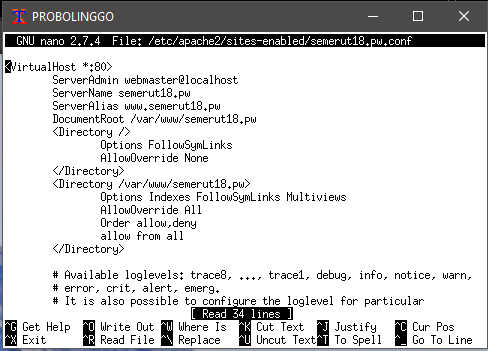 PROBOLINGGO
GNU nano 2.7.4 File: /etc/apache2/sites-enabled/semerut18.pw.conf
<VirtualHost *:80>
ServerAdmin webmaster@localhost
ServerName semerut18.pw
ServerAlias www.semerut18.pw
DocumentRoot /var/www/semerut18.pw
<Directory />
Options FollowSymLinks
AllowOverride None
</Directory>
<Directory /var/www/semerut18.pw>
Options Indexes FollowSymLinks Multiviews
AllowOverride All
Order allow,deny
allow from all
</Directory>
# Available loglevels: trace8, ..., trace1, debug, info, notice, warn,
# error, crit, alert, emerg.
# It is also possible to configure the loglevel for particular
[ Read 34 lines ]
^G Get Help ^O Write Out ^W Where Is ^K Cut Text ^J Justify ^C Cur Pos
^X Exit ^R Read File ^\ Replace ^U Uncut Text ^T To Spell ^_ Go To Line